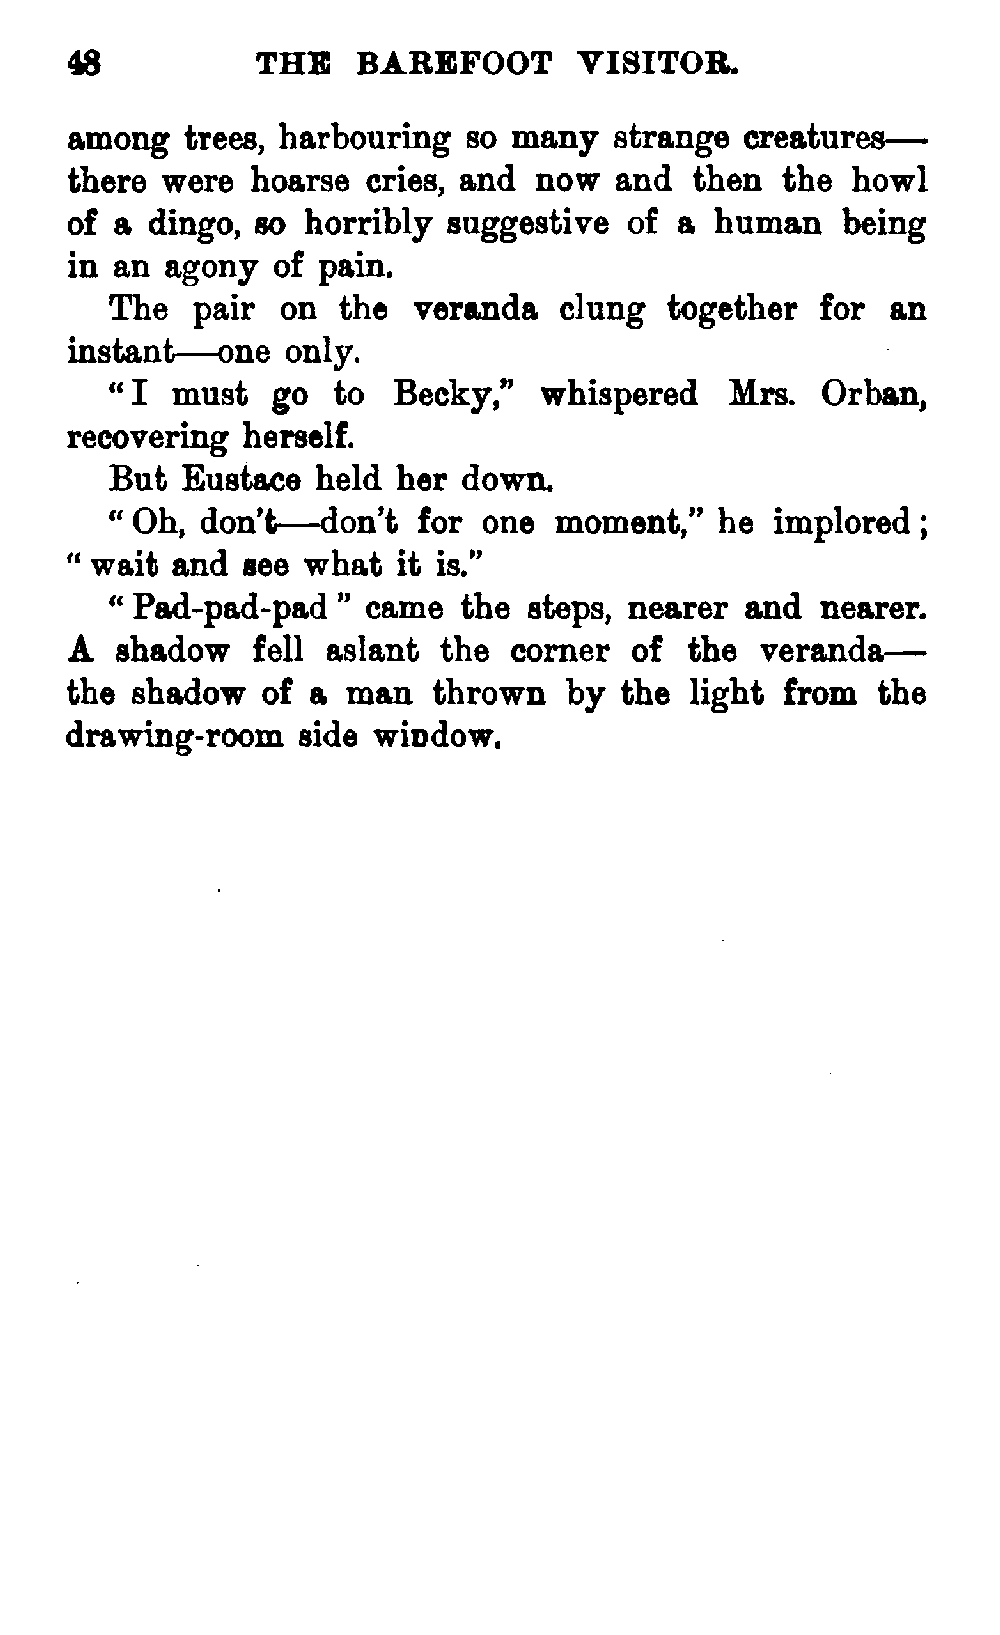 48 THE BAREFOOT VISITOR.
among trees, harbouring so many strange creatures—
there were hoarse cries, and now and then the howl
of a dingo, so horribly suggestive of a human being
in an agony of pain.
The pair on the veranda clung together for an
instant—one only.
"I must go to Becky," whispered Mrs. Orban,
recovering herself.
But Eustace held her down.
"Oh, don't—don't for one moment," he implored;
"wait and see what it is."
"Pad-pad-pad" came the steps, nearer and nearer.
A shadow fell aslant the corner of the veranda—
the shadow of a man thrown by the light from the
drawing-room side window.